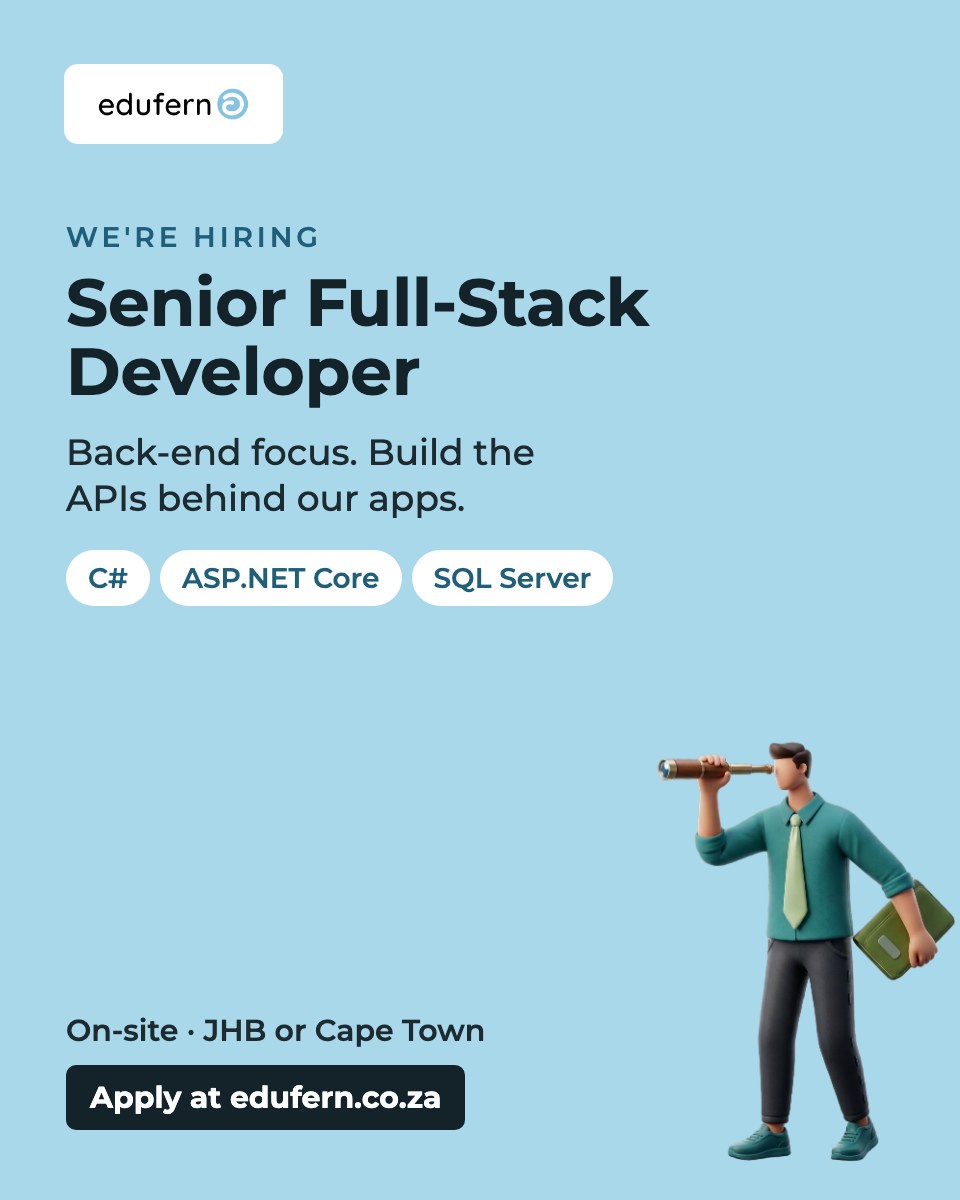 edufern
WE'RE HIRING
Senior Full-Stack
Developer
Back-end focus. Build the
APIs behind our apps.
C# ASP.NET Core SQL Server
On-site · JHB or Cape Town
Apply at edufern.co.za